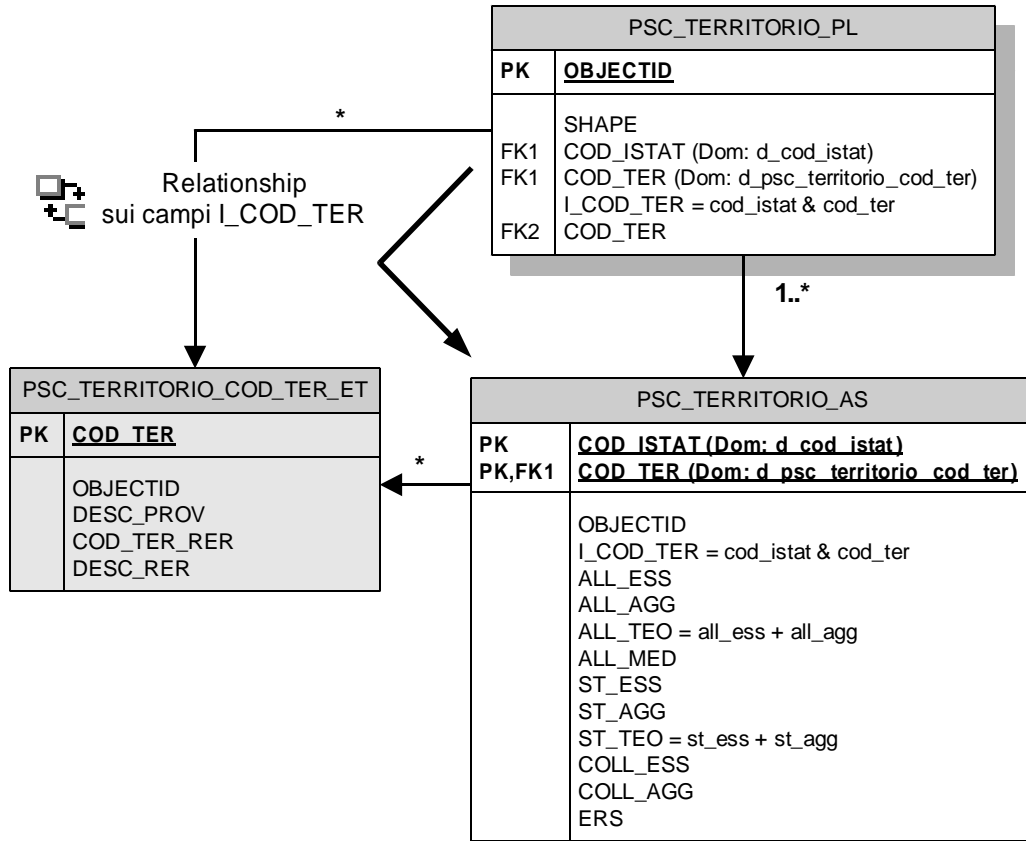 PSC_TERRITORIO_PL
PK OBJECTID
SHAPE
FK1 COD_ISTAT (Dom: d_cod_istat)
FK1 COD_TER (Dom: d_psc_territorio_cod_ter)
I_COD_TER = cod_istat & cod_ter
FK2 COD_TER
*
Relationship
sui campi I_COD_TER
1..*
PSC_TERRITORIO_COD_TER_ET
PK COD_TER
OBJECTID
DESC_PROV
COD_TER_RER
DESC_RER
*
PSC_TERRITORIO_AS
PK COD_ISTAT (Dom: d_cod_istat)
PK,FK1 COD_TER (Dom: d_psc_territorio_cod_ter)
OBJECTID
I_COD_TER = cod_istat & cod_ter
ALL_ESS
ALL_AGG
ALL_TEO = all_ess + all_agg
ALL_MED
ST_ESS
ST_AGG
ST_TEO = st_ess + st_agg
COLL_ESS
COLL_AGG
ERS